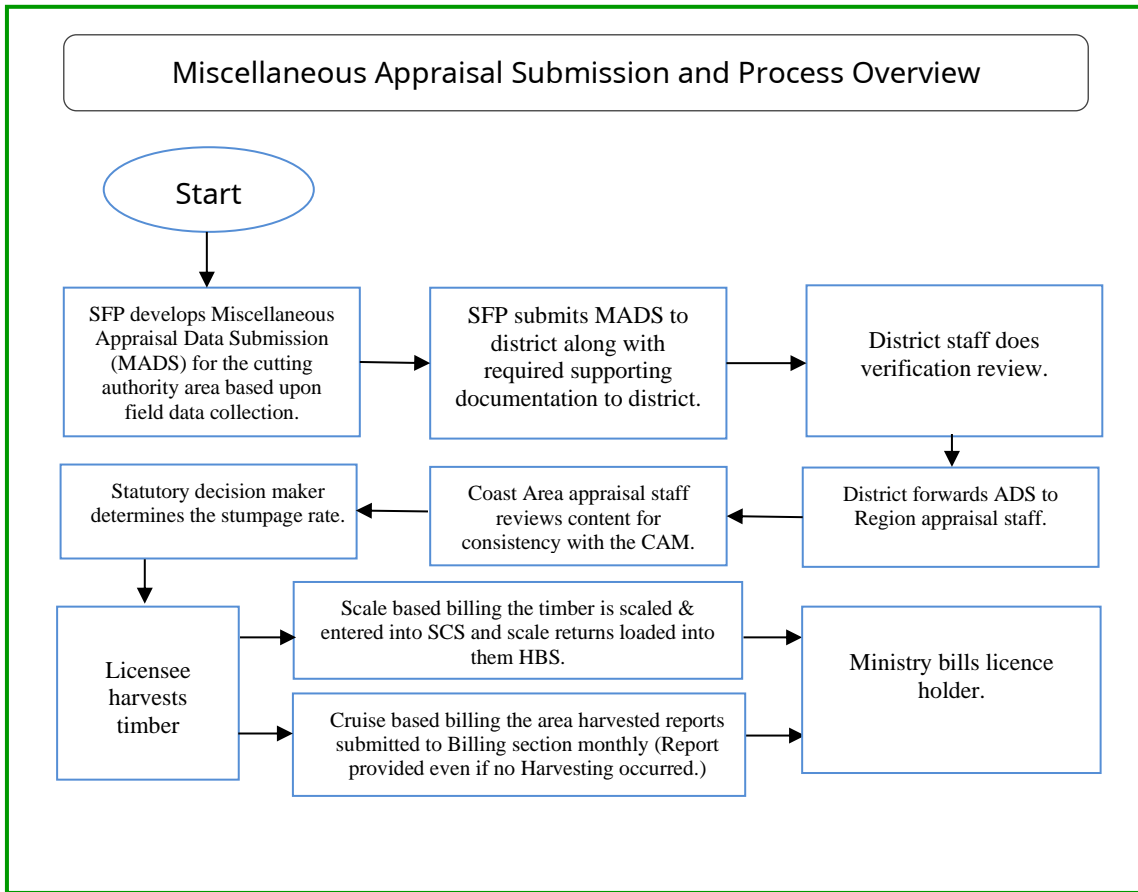 Miscellaneous Appraisal Submission and Process Overview
Start
SFP develops Miscellaneous
Appraisal Data Submission
(MADS) for the cutting
authority area based upon
field data collection.
SFP submits MADS to
district along with
required supporting
documentation to district.
District staff does
verification review.
District forwards ADS to
Region appraisal staff.
Coast Area appraisal staff
reviews content for
consistency with the CAM.
Statutory decision maker
determines the stumpage rate.
Licensee
harvests
timber
Scale based billing the timber is scaled &
entered into SCS and scale returns loaded into
them HBS.
Cruise based billing the area harvested reports
submitted to Billing section monthly (Report
provided even if no Harvesting occurred.)
Ministry bills licence
holder.